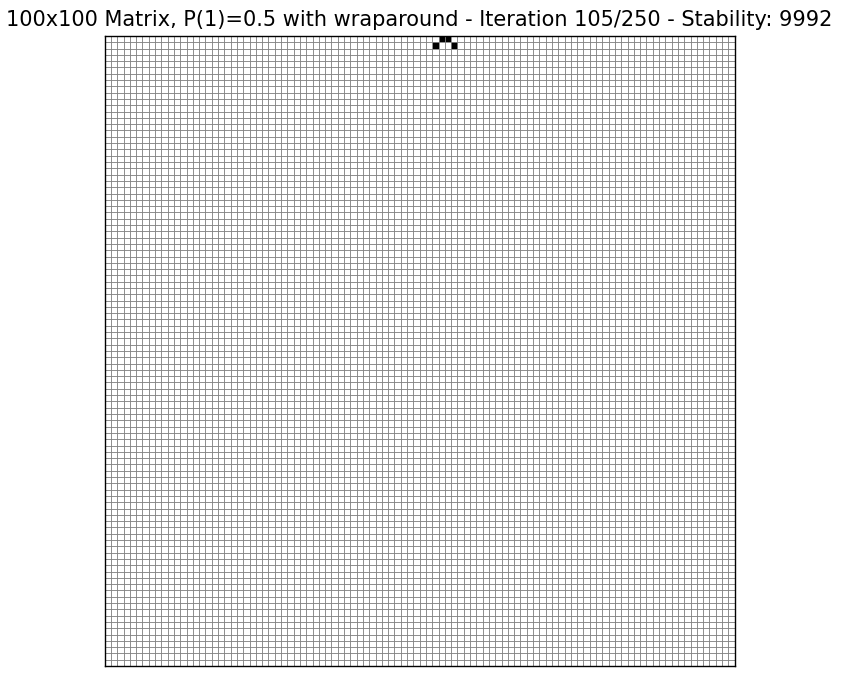 100x100 Matrix, P(1)=0.5 with wraparound - Iteration 105/250 - Stability: 9992